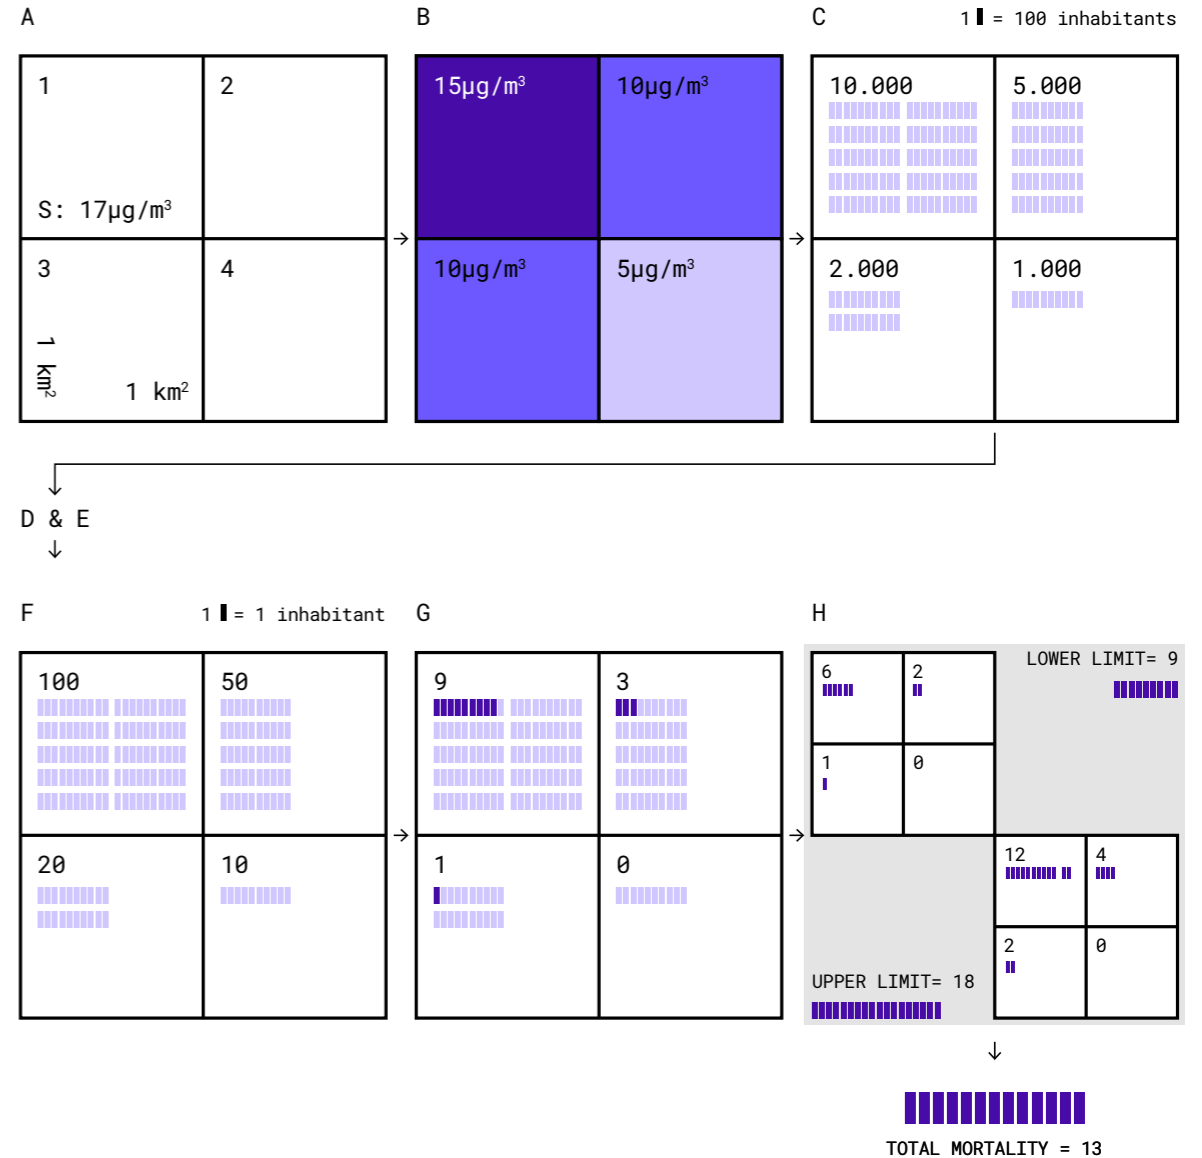 A
B
C
1 = 100 inhabitants
1
2
S: 17µg/m³
3
4
1 km²
1 km²
15µg/m³
10µg/m³
10µg/m³
5µg/m³
10.000
5.000
2.000
1.000
D & E
F
1 = 1 inhabitant
G
H
100
50
20
10
9
3
1
0
6
2
1
0
LOWER LIMIT= 9
12
4
2
0
UPPER LIMIT= 18
TOTAL MORTALITY = 13